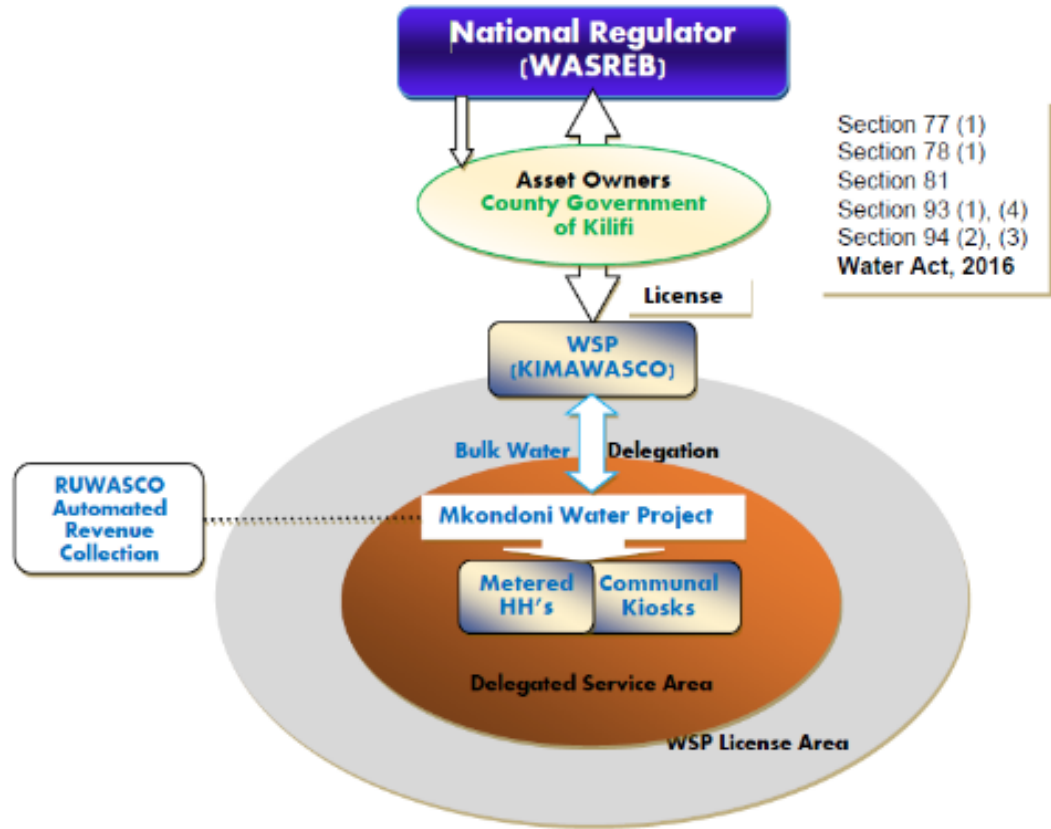 National Regulator
(WASREB)
Asset Owners
County Government
of Kilifi
Section 77 (1)
Section 78 (1)
Section 81
Section 93 (1), (4)
Section 94 (2), (3)
Water Act, 2016
License
WSP
(KIMAWASCO)
Bulk Water
Delegation
RUWASCO
Automated
Revenue
Collection
Mkondoni Water Project
Metered
HH's
Communal
Kiosks
Delegated Service Area
WSP License Area